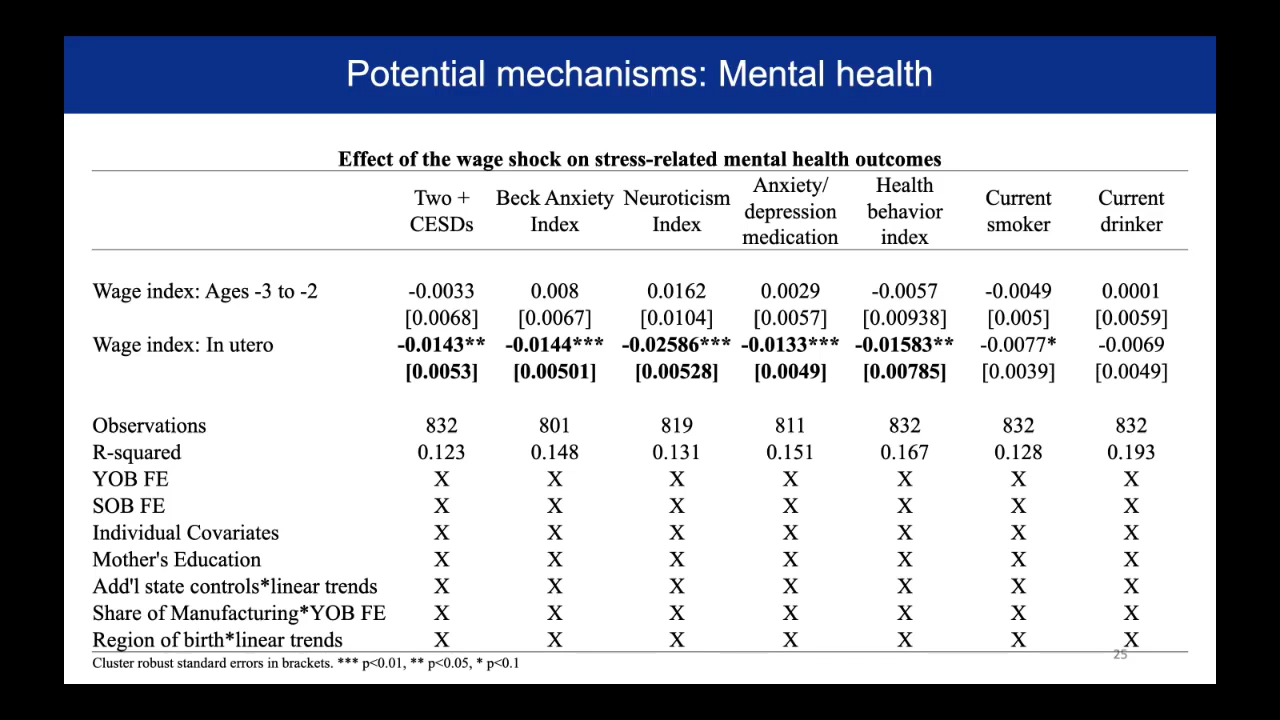 Potential mechanisms: Mental health
Effect of the wage shock on stress-related mental health outcomes
Two + CESDs Beck Anxiety Index Neuroticism Index Anxiety/ depression medication Health behavior index Current smoker Current drinker
Wage index: Ages -3 to -2 -0.0033 0.008 0.0162 0.0029 -0.0057 -0.0049 0.0001
[0.0068] [0.0067] [0.0104] [0.0057] [0.00938] [0.005] [0.0059]
Wage index: In utero -0.0143** -0.0144*** -0.02586*** -0.0133*** -0.01583** -0.0077* -0.0069
[0.0053] [0.00501] [0.00528] [0.0049] [0.00785] [0.0039] [0.0049]
Observations 832 801 819 811 832 832 832
R-squared 0.123 0.148 0.131 0.151 0.167 0.128 0.193
YOB FE X X X X X X X
SOB FE X X X X X X X
Individual Covariates X X X X X X X
Mother's Education X X X X X X X
Add'l state controls*linear trends X X X X X X X
Share of Manufacturing*YOB FE X X X X X X X
Region of birth*linear trends X X X X X X X
Cluster robust standard errors in brackets. *** p<0.01, ** p<0.05, * p<0.1
25